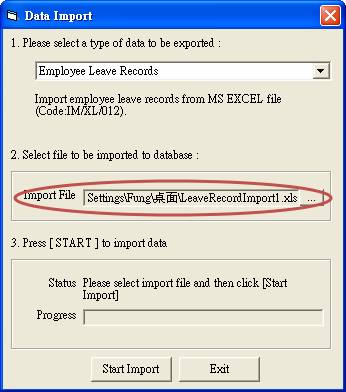 Data Import
1. Please select a type of data to be exported :
Employee Leave Records
Import employee leave records from MS EXCEL file
(Code:IM/XL/012).
2. Select file to be imported to database :
Import File Settings\Fung\桌面\LeaveRecordImport1.xls ...
3. Press [ START ] to import data
Status Please select import file and then click [Start
Import]
Progress
Start Import Exit